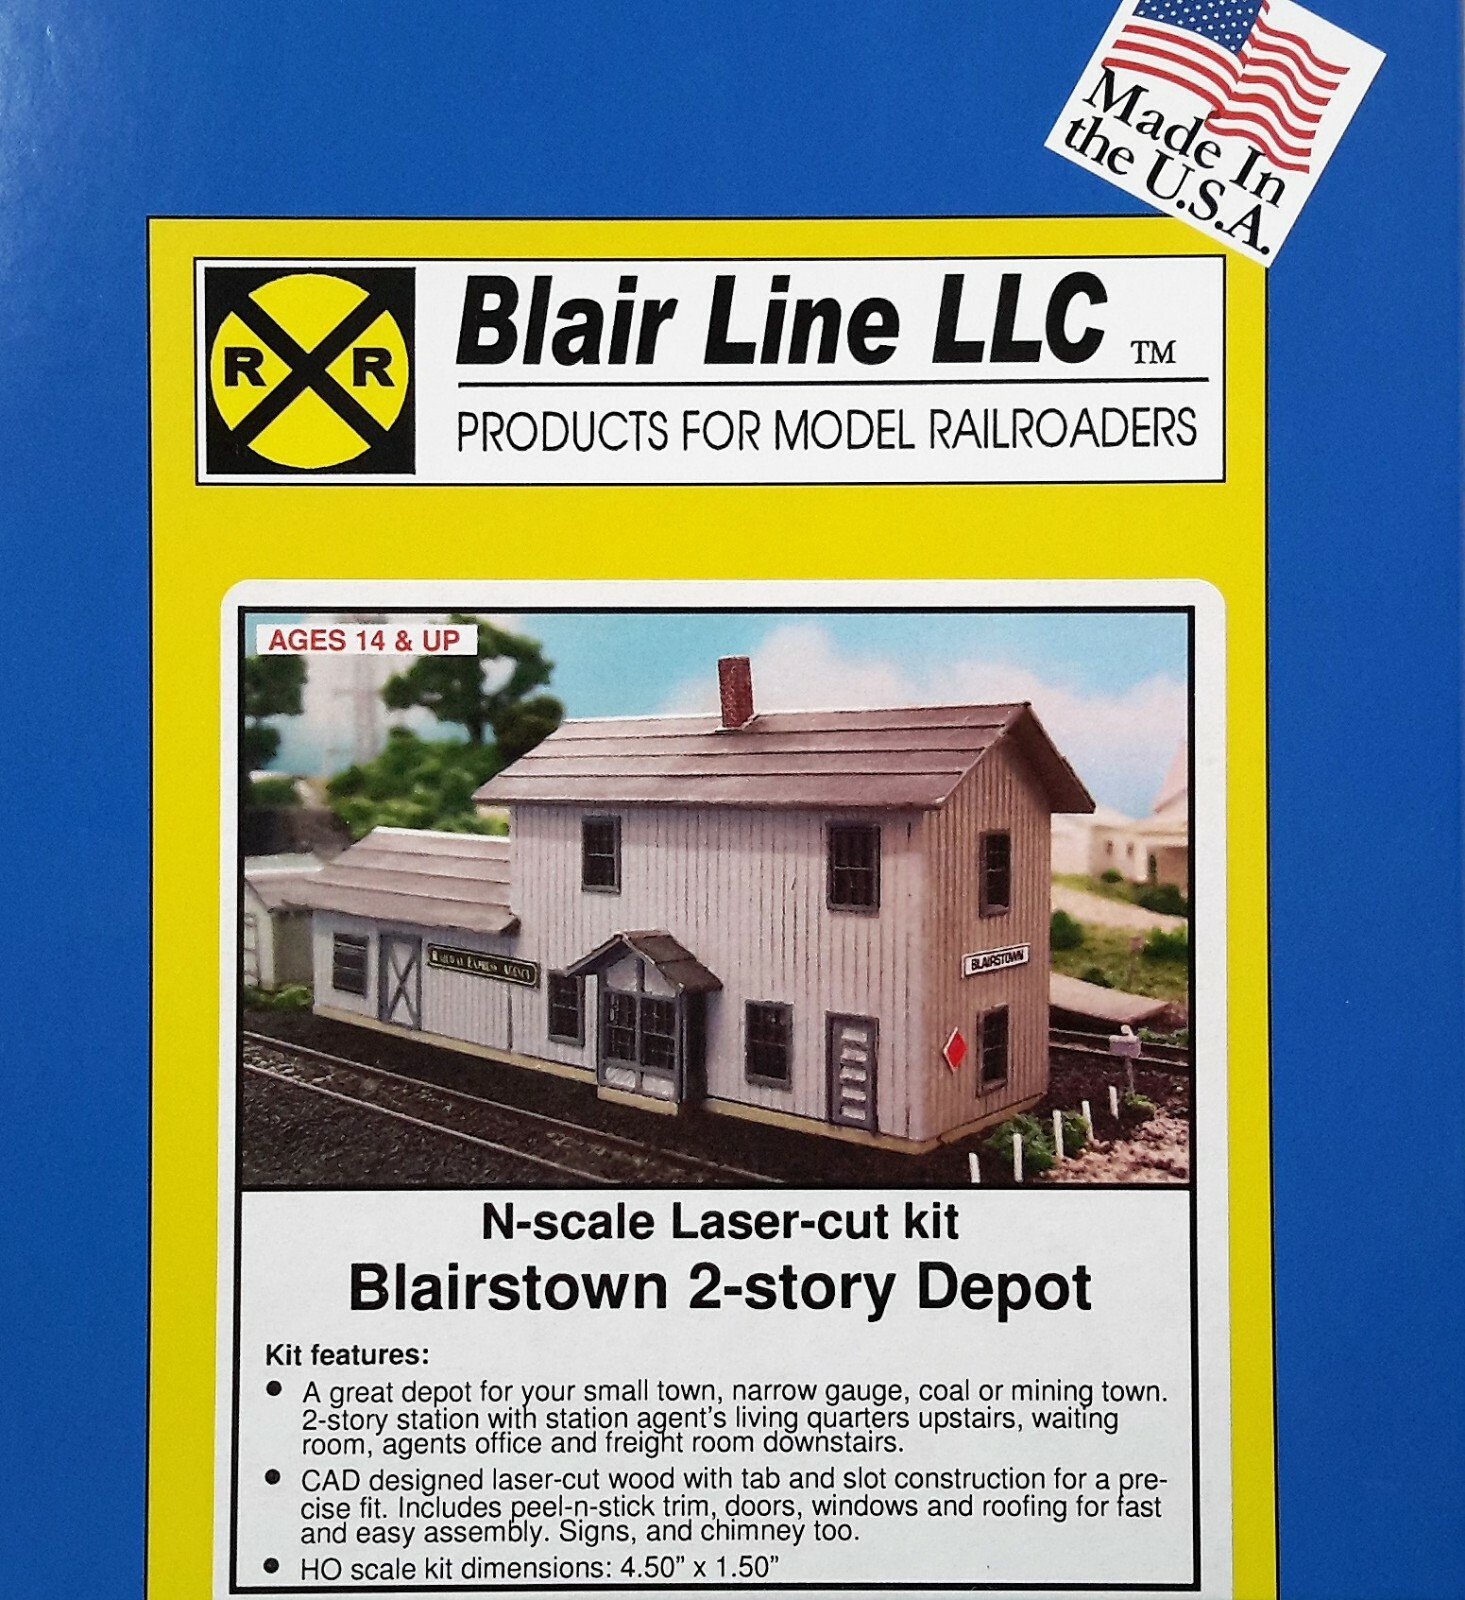 Made In
the U.S.A.
R R
Blair Line LLC TM
PRODUCTS FOR MODEL RAILROADERS
AGES 14 & UP
RAILWAY EXPRESS AGENCY
BLAIRSTOWN
N-scale Laser-cut kit
Blairstown 2-story Depot
Kit features:
• A great depot for your small town, narrow gauge, coal or mining town.
2-story station with station agent's living quarters upstairs, waiting
room, agents office and freight room downstairs.
• CAD designed laser-cut wood with tab and slot construction for a pre-
cise fit. Includes peel-n-stick trim, doors, windows and roofing for fast
and easy assembly. Signs, and chimney too.
• HO scale kit dimensions: 4.50” x 1.50”